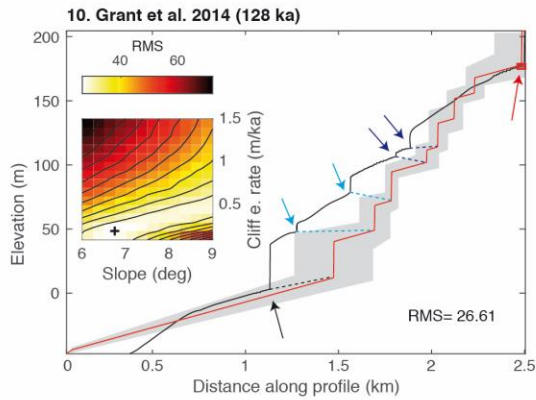 10. Grant et al. 2014 (128 ka)
RMS
40 60
200
150
100
50
0
Elevation (m)
1.5
1
0.5
Cliff e. rate (m/ka)
6 7 8 9
Slope (deg)
RMS= 26.61
0 0.5 1 1.5 2 2.5
Distance along profile (km)